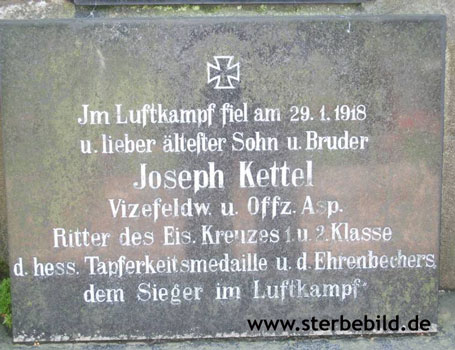 Jm Luftkampf fiel am 29.1.1918
u. lieber ältester Sohn u. Bruder
Joseph Kettel
Vizefeldw. u. Offz. Asp.
Ritter des Eis. Kreuzes 1. u. 2. Klasse
d. hess. Tapferkeitsmedaille u. d. Ehrenbechers
dem Sieger im Luftkampf
www.sterbebild.de